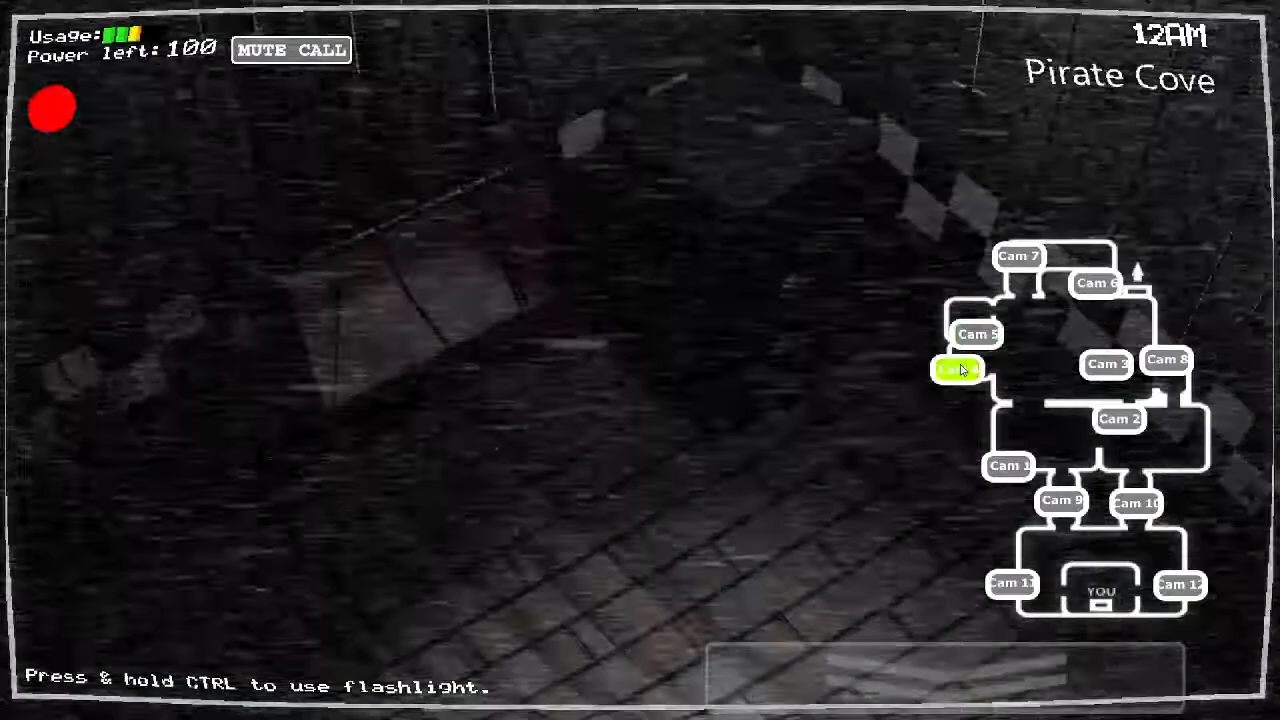 Usage:
Power left: 100
MUTE CALL
12AM
Pirate Cove
Cam 7
Cam 6
Cam 5
Cam 4
Cam 3
Cam 8
Cam 2
Cam 1
Cam 9
Cam 10
Cam 11
YOU
Cam 12
Press & hold CTRL to use flashlight.